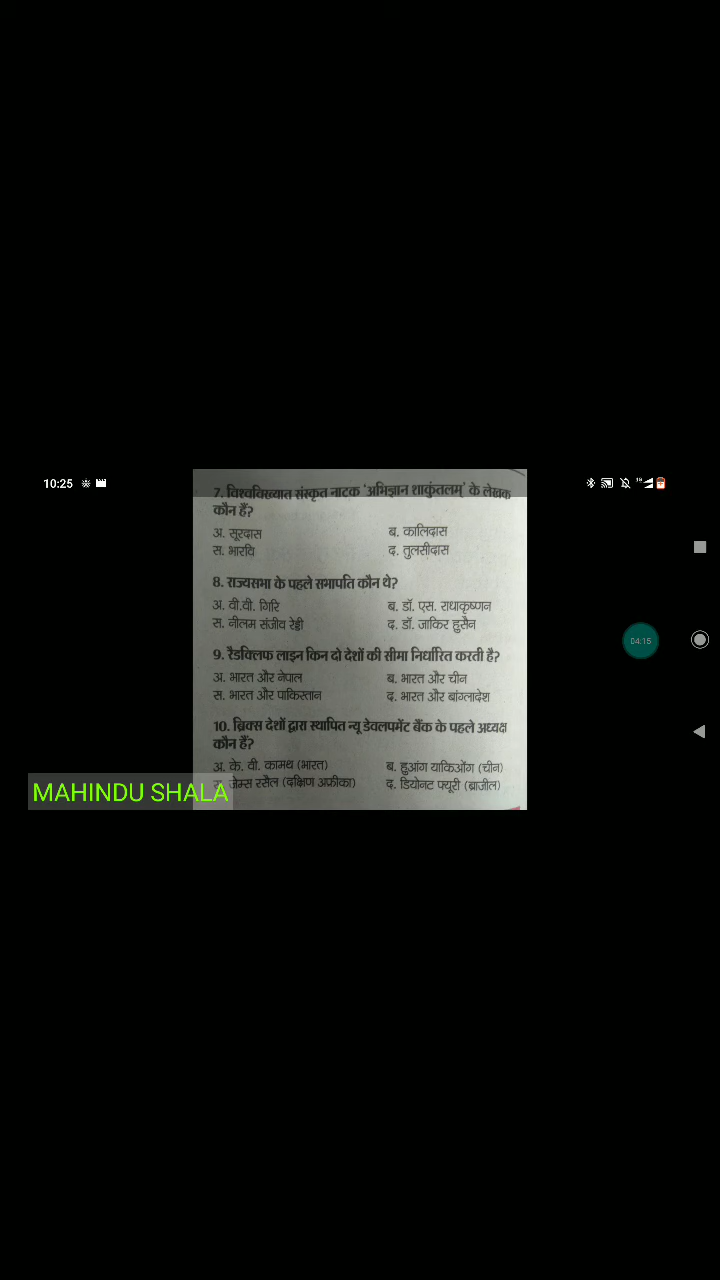 10:25
7. विश्वविख्यात संस्कृत नाटक 'अभिज्ञान शाकुंतलम्' के लेखक
कौन हैं?
अ. सूरदास ब. कालिदास
स. भारवि द. तुलसीदास
8. राज्यसभा के पहले सभापति कौन थे?
अ. वी.वी. गिरि ब. डॉ. एस. राधाकृष्णन
स. नीलम संजीव रेड्डी द. डॉ. जाकिर हुसैन
04:15
9. रैडक्लिफ लाइन किन दो देशों की सीमा निर्धारित करती है?
अ. भारत और नेपाल ब. भारत और चीन
स. भारत और पाकिस्तान द. भारत और बांग्लादेश
10. ब्रिक्स देशों द्वारा स्थापित न्यू डेवलपमेंट बैंक के पहले अध्यक्ष
कौन हैं?
अ. के. वी. कामथ (भारत) ब. हुआंग याकिओंग (चीन)
जेम्स रसैल (दक्षिण अफ्रीका) द. डियोनट फ्यूरी (ब्राजील)
MAHINDU SHALA